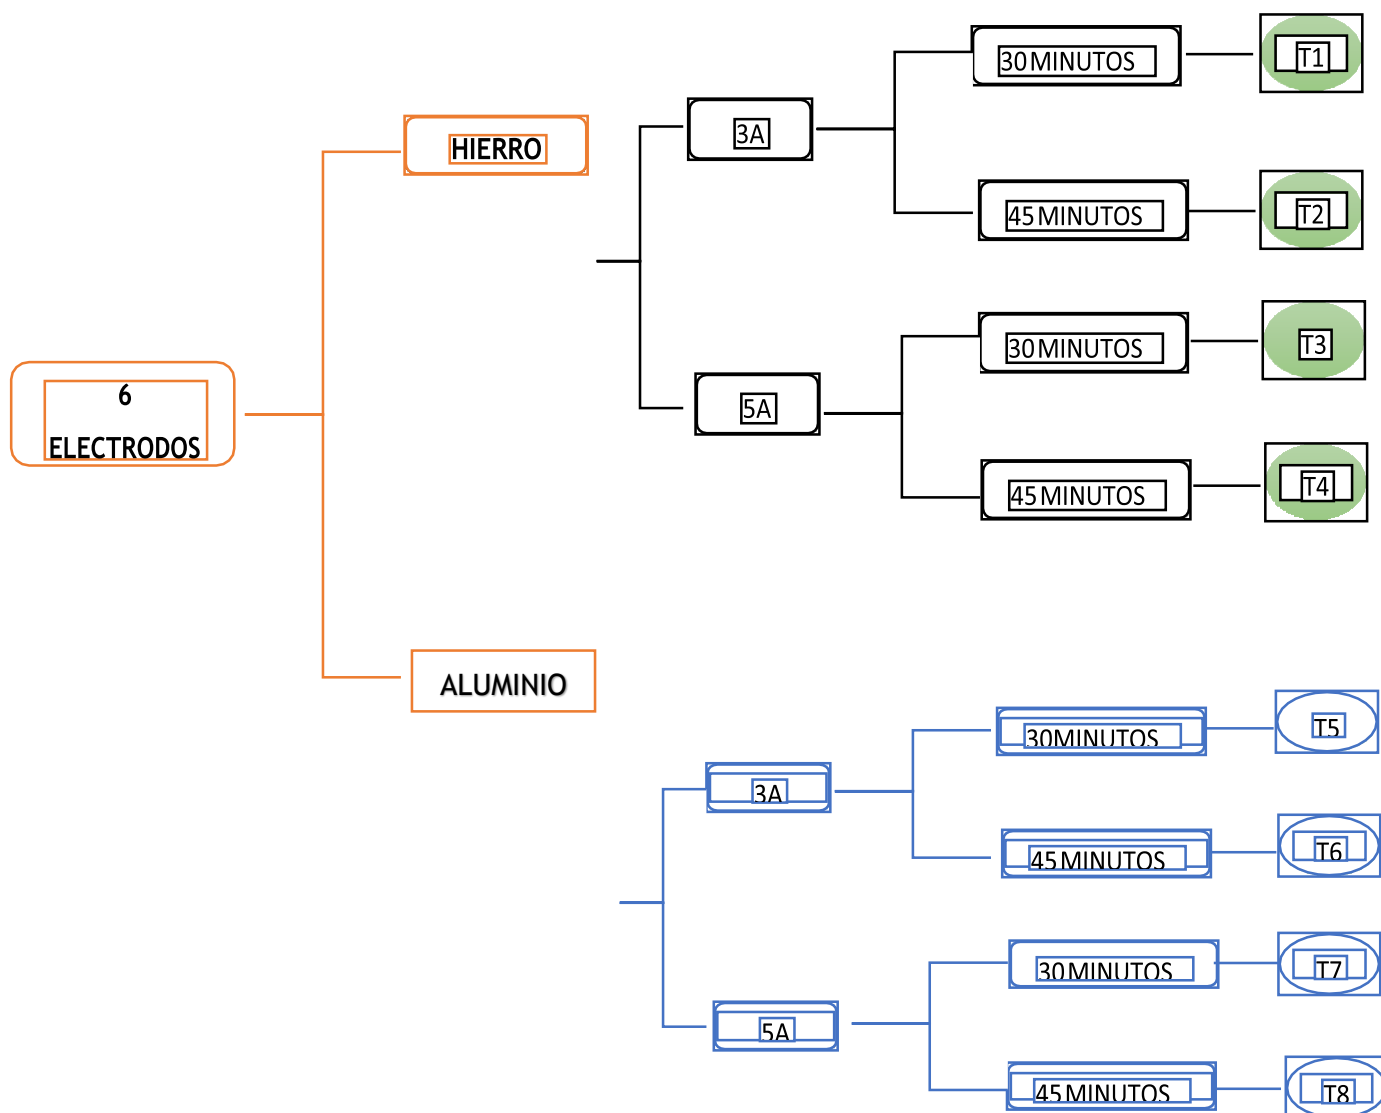 30 MINUTOS
T1
HIERRO
3A
45 MINUTOS
T2
30 MINUTOS
T3
6
ELECTRODOS
5A
45 MINUTOS
T4
ALUMINIO
30MINUTOS
T5
3A
45 MINUTOS
T6
30 MINUTOS
T7
5A
45 MINUTOS
T8